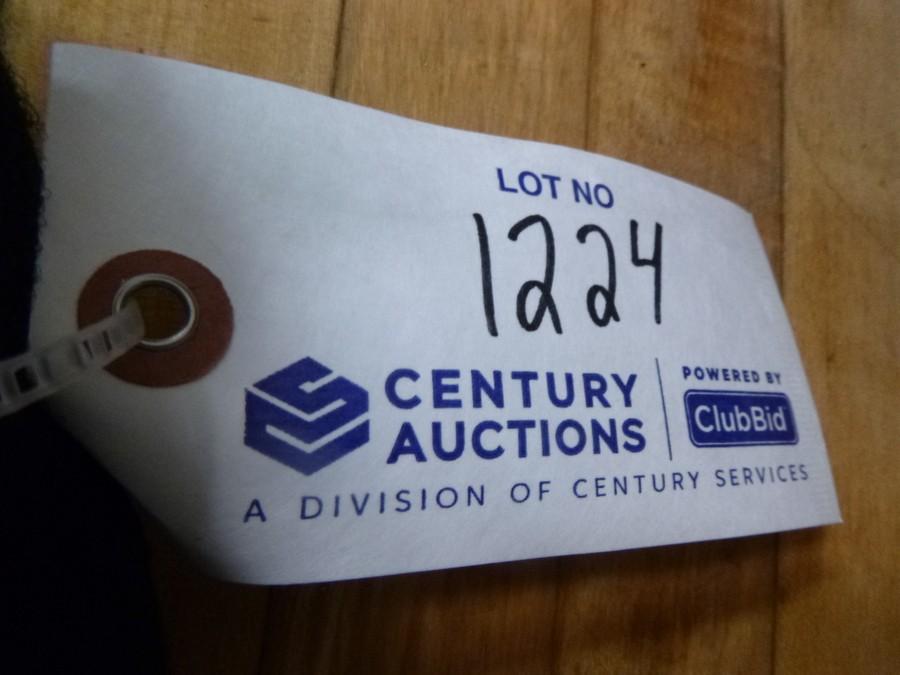 LOT NO
1224
CENTURY
AUCTIONS
POWERED BY
ClubBid
A DIVISION OF CENTURY SERVICES